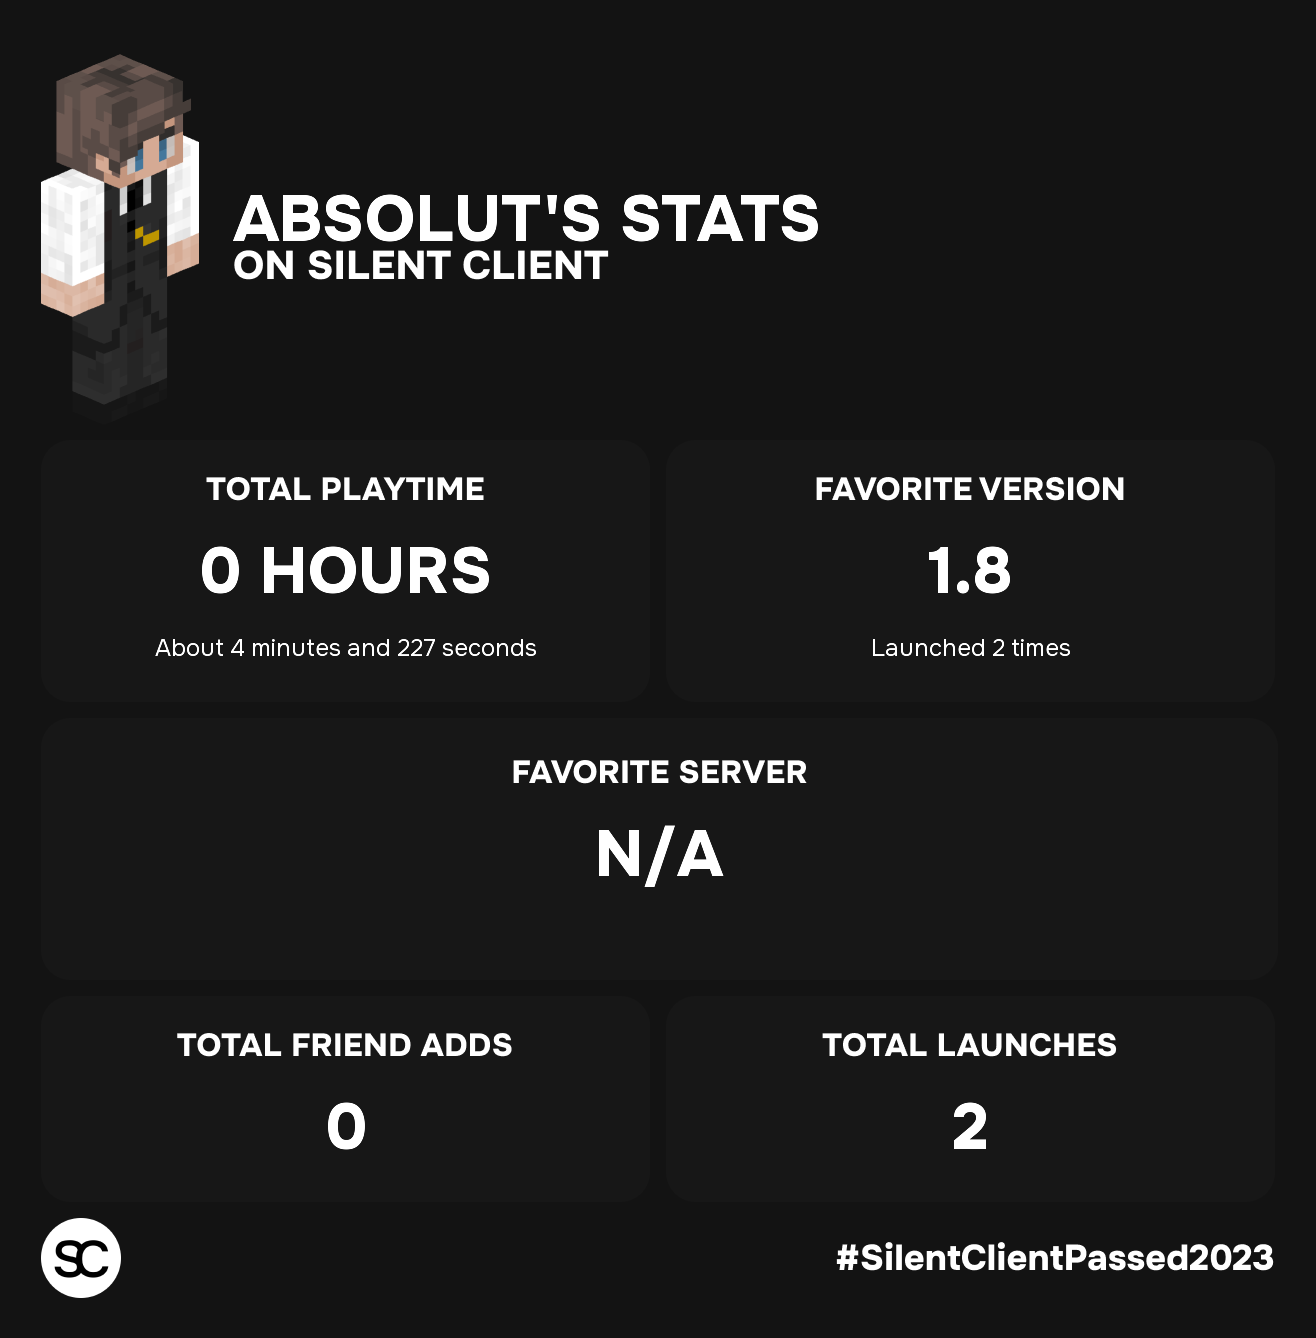 ABSOLUT'S STATS
ON SILENT CLIENT
TOTAL PLAYTIME
0 HOURS
About 4 minutes and 227 seconds
FAVORITE VERSION
1.8
Launched 2 times
FAVORITE SERVER
N/A
TOTAL FRIEND ADDS
0
TOTAL LAUNCHES
2
SC
#SilentClientPassed2023